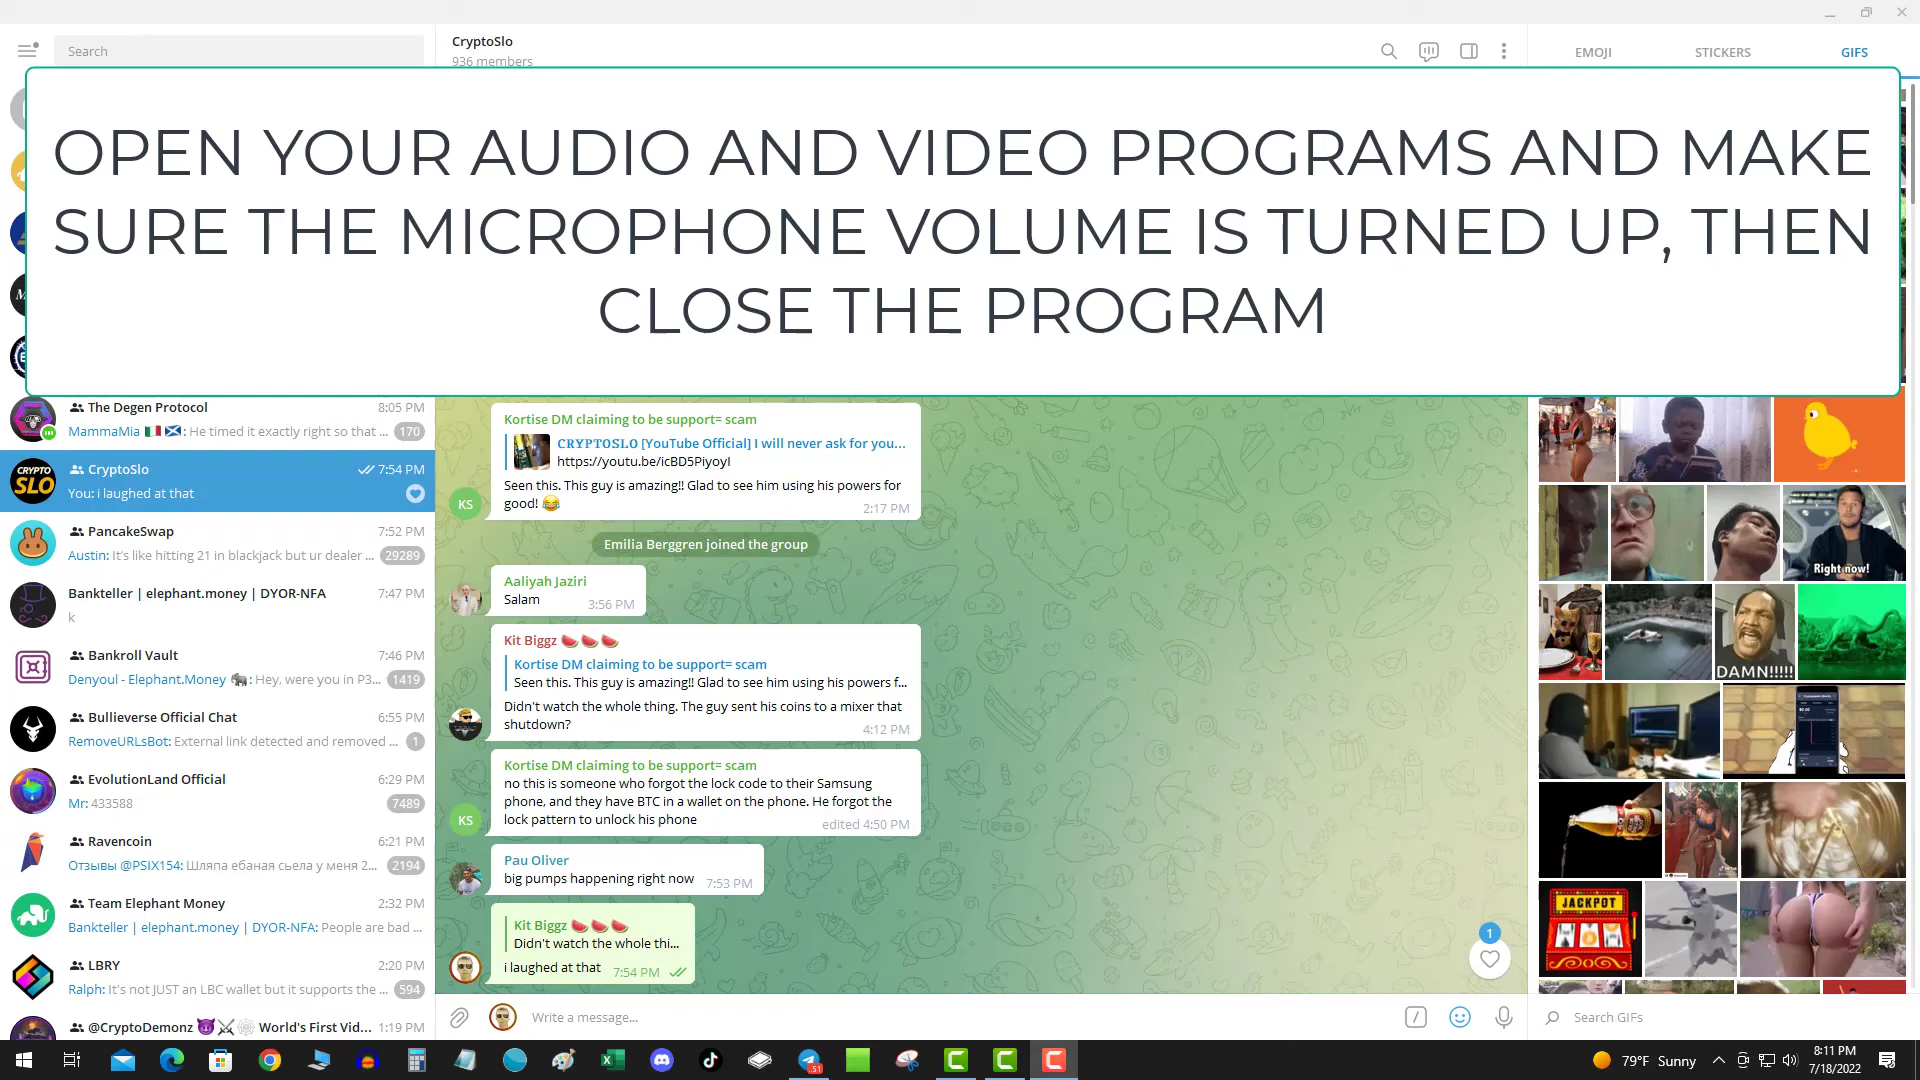 Search
CryptoSlo
936 members
EMOJI
STICKERS
GIFS
OPEN YOUR AUDIO AND VIDEO PROGRAMS AND MAKE
SURE THE MICROPHONE VOLUME IS TURNED UP, THEN
CLOSE THE PROGRAM
The Degen Protocol
8:05 PM
MammaMia 🇮🇹 🏴󠁧󠁢󠁳󠁣󠁴󠁿: He timed it exactly right so that ...
170
CRYPTO
SLO
CryptoSlo
7:54 PM
You: i laughed at that
PancakeSwap
7:52 PM
Austin: It's like hitting 21 in blackjack but ur dealer ...
29289
Bankteller | elephant.money | DYOR-NFA
7:47 PM
k
Bankroll Vault
7:46 PM
Denyoul - Elephant.Money 🐘: Hey, were you in P3...
1419
Bullieverse Official Chat
6:55 PM
RemoveURLsBot: External link detected and removed ...
1
EvolutionLand Official
6:29 PM
Mr: 433588
7489
Ravencoin
6:21 PM
Отзывы @PSIX154: Шляпа ебаная сьела у меня 2...
2194
Team Elephant Money
2:32 PM
Bankteller | elephant.money | DYOR-NFA: People are bad ...
LBRY
2:20 PM
Ralph: It's not JUST an LBC wallet but it supports the ...
594
@CryptoDemonz 😈⚔️🕸️ World's First Vid...
1:19 PM
Kortise DM claiming to be support= scam
CRYPTOSLO [YouTube Official] I will never ask for you...
https://youtu.be/icBD5PiyoyI
Seen this. This guy is amazing!! Glad to see him using his powers for
good! 😂
2:17 PM
KS
Emilia Berggren joined the group
Aaliyah Jaziri
Salam
3:56 PM
Kit Biggz 🍉🍉🍉
Kortise DM claiming to be support= scam
Seen this. This guy is amazing!! Glad to see him using his powers f...
Didn't watch the whole thing. The guy sent his coins to a mixer that
shutdown?
4:12 PM
Kortise DM claiming to be support= scam
no this is someone who forgot the lock code to their Samsung
phone, and they have BTC in a wallet on the phone. He forgot the
lock pattern to unlock his phone
edited 4:50 PM
KS
Pau Oliver
big pumps happening right now
7:53 PM
Kit Biggz 🍉🍉🍉
Didn't watch the whole thi...
i laughed at that
7:54 PM
1
Write a message...
Right now!
DAMN!!!!!
JACKPOT
Search GIFs
51
79°F Sunny
8:11 PM
7/18/2022